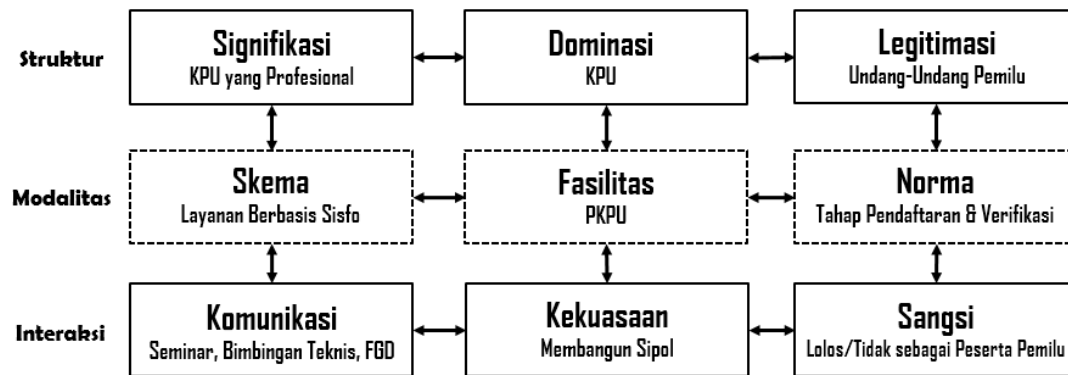 Struktur
Signifikasi
KPU yang Profesional
Dominasi
KPU
Legitimasi
Undang-Undang Pemilu
Modalitas
Skema
Layanan Berbasis Sisfo
Fasilitas
PKPU
Norma
Tahap Pendaftaran & Verifikasi
Interaksi
Komunikasi
Seminar, Bimbingan Teknis, FGD
Kekuasaan
Membangun Sipol
Sangsi
Lolos/Tidak sebagai Peserta Pemilu